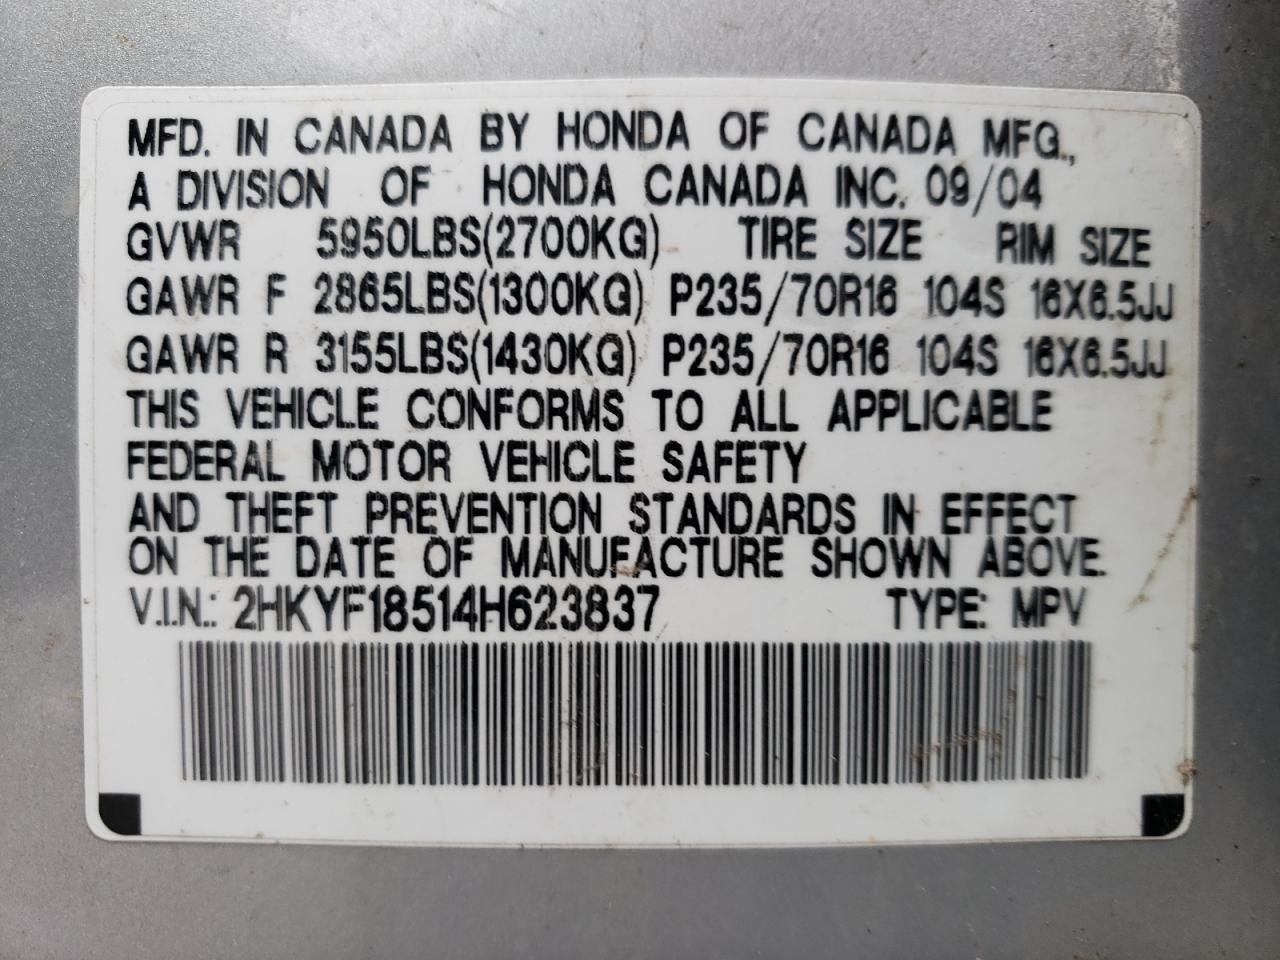 MFD. IN CANADA BY HONDA OF CANADA MFG.,
A DIVISION OF HONDA CANADA INC. 09/04
GVWR 5950LBS(2700KG) TIRE SIZE RIM SIZE
GAWR F 2865LBS(1300KG) P235/70R16 104S 16X6.5JJ
GAWR R 3155LBS(1430KG) P235/70R16 104S 16X6.5JJ
THIS VEHICLE CONFORMS TO ALL APPLICABLE
FEDERAL MOTOR VEHICLE SAFETY
AND THEFT PREVENTION STANDARDS IN EFFECT
ON THE DATE OF MANUFACTURE SHOWN ABOVE.
V.I.N.: 2HKYF18514H623837 TYPE: MPV